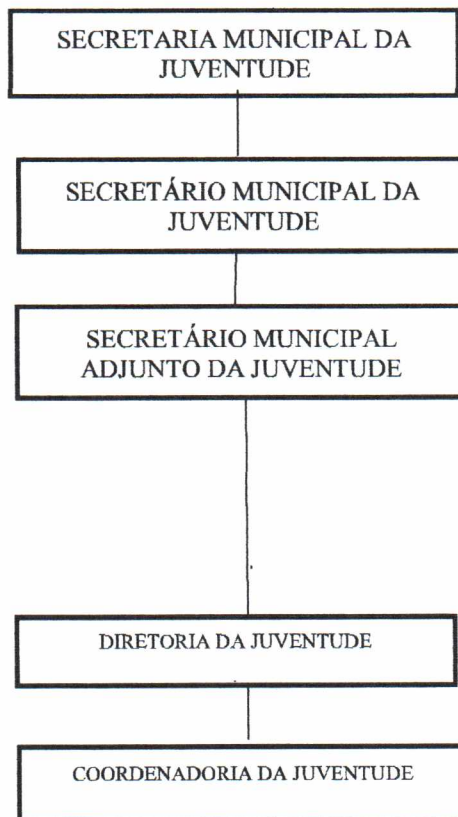 SECRETARIA MUNICIPAL DA
JUVENTUDE
SECRETÁRIO MUNICIPAL DA
JUVENTUDE
SECRETÁRIO MUNICIPAL
ADJUNTO DA JUVENTUDE
DIRETORIA DA JUVENTUDE
COORDENADORIA DA JUVENTUDE